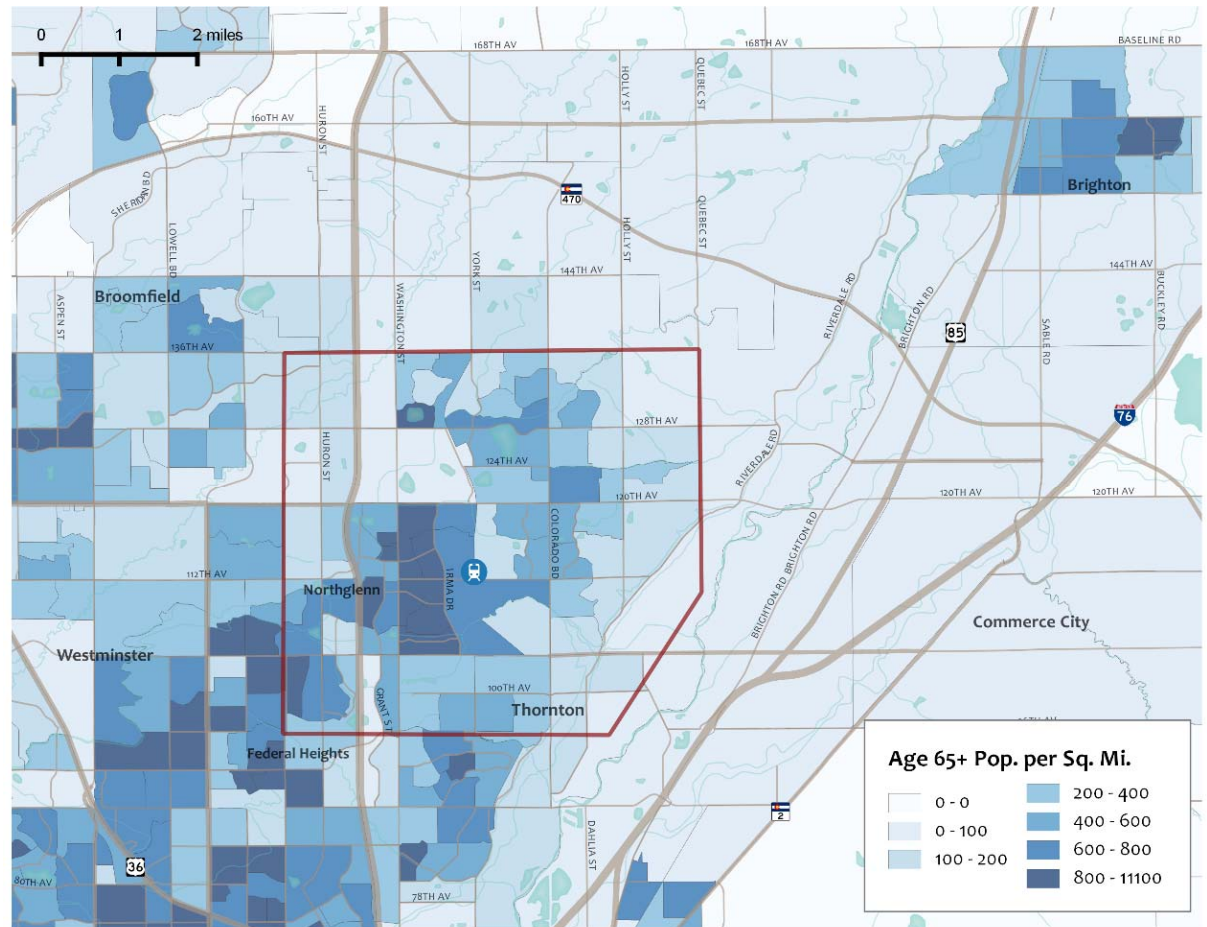 0 1 2 miles
168TH AV
168TH AV
BASELINE RD
HURON ST
HOLLY ST
QUEBEC ST
160TH AV
Brighton
SHERIDAN BD
470
LOWELL BD
HOLLY ST
QUEBEC ST
YORK ST
144TH AV
144TH AV
BUCKLEY RD
Broomfield
ASPEN ST
WASHINGTON ST
RIVERDALE RD
BRIGHTON RD
85
SABLE RD
136TH AV
76
128TH AV
HURON ST
124TH AV
RIVERDALE RD
120TH AV
120TH AV
120TH AV
COLORADO BD
BRIGHTON RD
BRIGHTON RD
112TH AV
Northglenn
IRMA DR
Commerce City
Westminster
100TH AV
GRANT ST
Thornton
Federal Heights
2
DAHLIA ST
36
80TH AV
78TH AV
Age 65+ Pop. per Sq. Mi.
0 - 0
0 - 100
100 - 200
200 - 400
400 - 600
600 - 800
800 - 11100